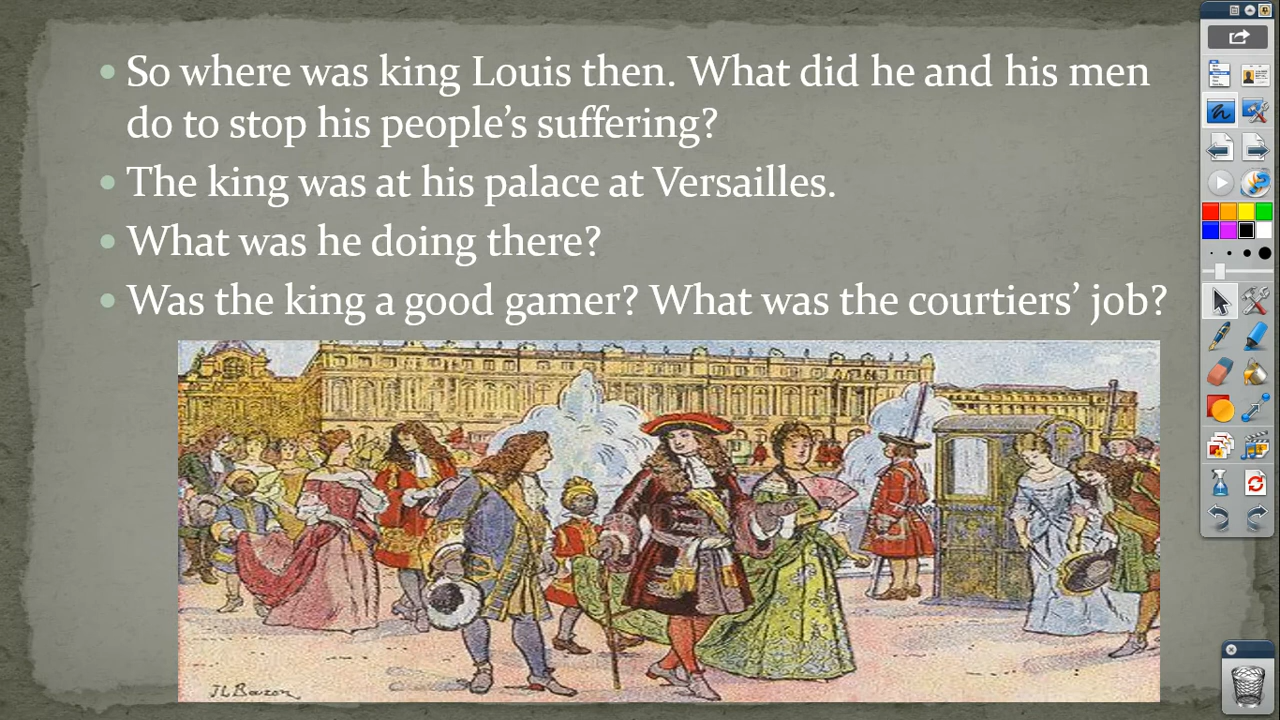 So where was king Louis then. What did he and his men
do to stop his people’s suffering?
The king was at his palace at Versailles.
What was he doing there?
Was the king a good gamer? What was the courtiers’ job?